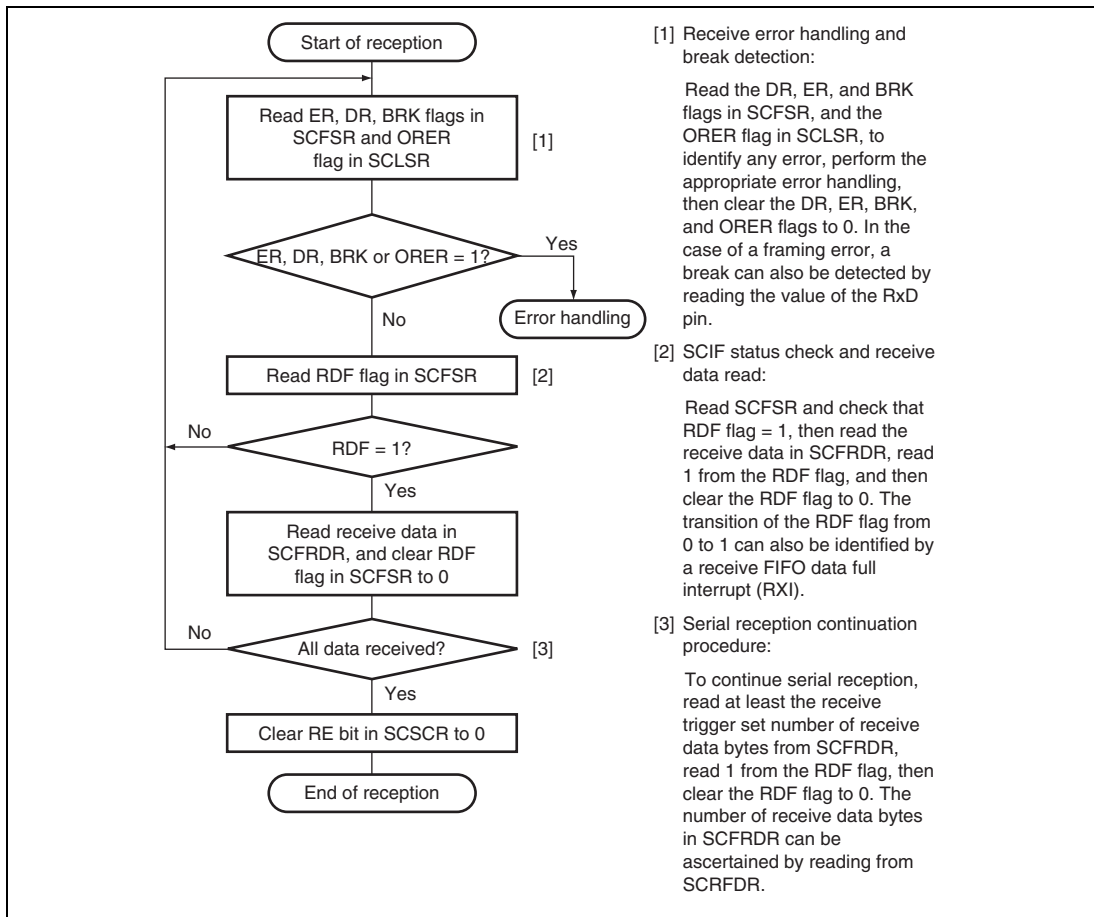 Start of reception
Read ER, DR, BRK flags in
SCFSR and ORER
flag in SCLSR
[1]
ER, DR, BRK or ORER = 1?
Yes
Error handling
No
Read RDF flag in SCFSR
[2]
No
RDF = 1?
Yes
Read receive data in
SCFRDR, and clear RDF
flag in SCFSR to 0
No
All data received?
[3]
Yes
Clear RE bit in SCSCR to 0
End of reception
[1] Receive error handling and
break detection:
Read the DR, ER, and BRK
flags in SCFSR, and the
ORER flag in SCLSR, to
identify any error, perform the
appropriate error handling,
then clear the DR, ER, BRK,
and ORER flags to 0. In the
case of a framing error, a
break can also be detected by
reading the value of the RxD
pin.
[2] SCIF status check and receive
data read:
Read SCFSR and check that
RDF flag = 1, then read the
receive data in SCFRDR, read
1 from the RDF flag, and then
clear the RDF flag to 0. The
transition of the RDF flag from
0 to 1 can also be identified by
a receive FIFO data full
interrupt (RXI).
[3] Serial reception continuation
procedure:
To continue serial reception,
read at least the receive
trigger set number of receive
data bytes from SCFRDR,
read 1 from the RDF flag, then
clear the RDF flag to 0. The
number of receive data bytes
in SCFRDR can be
ascertained by reading from
SCRFDR.